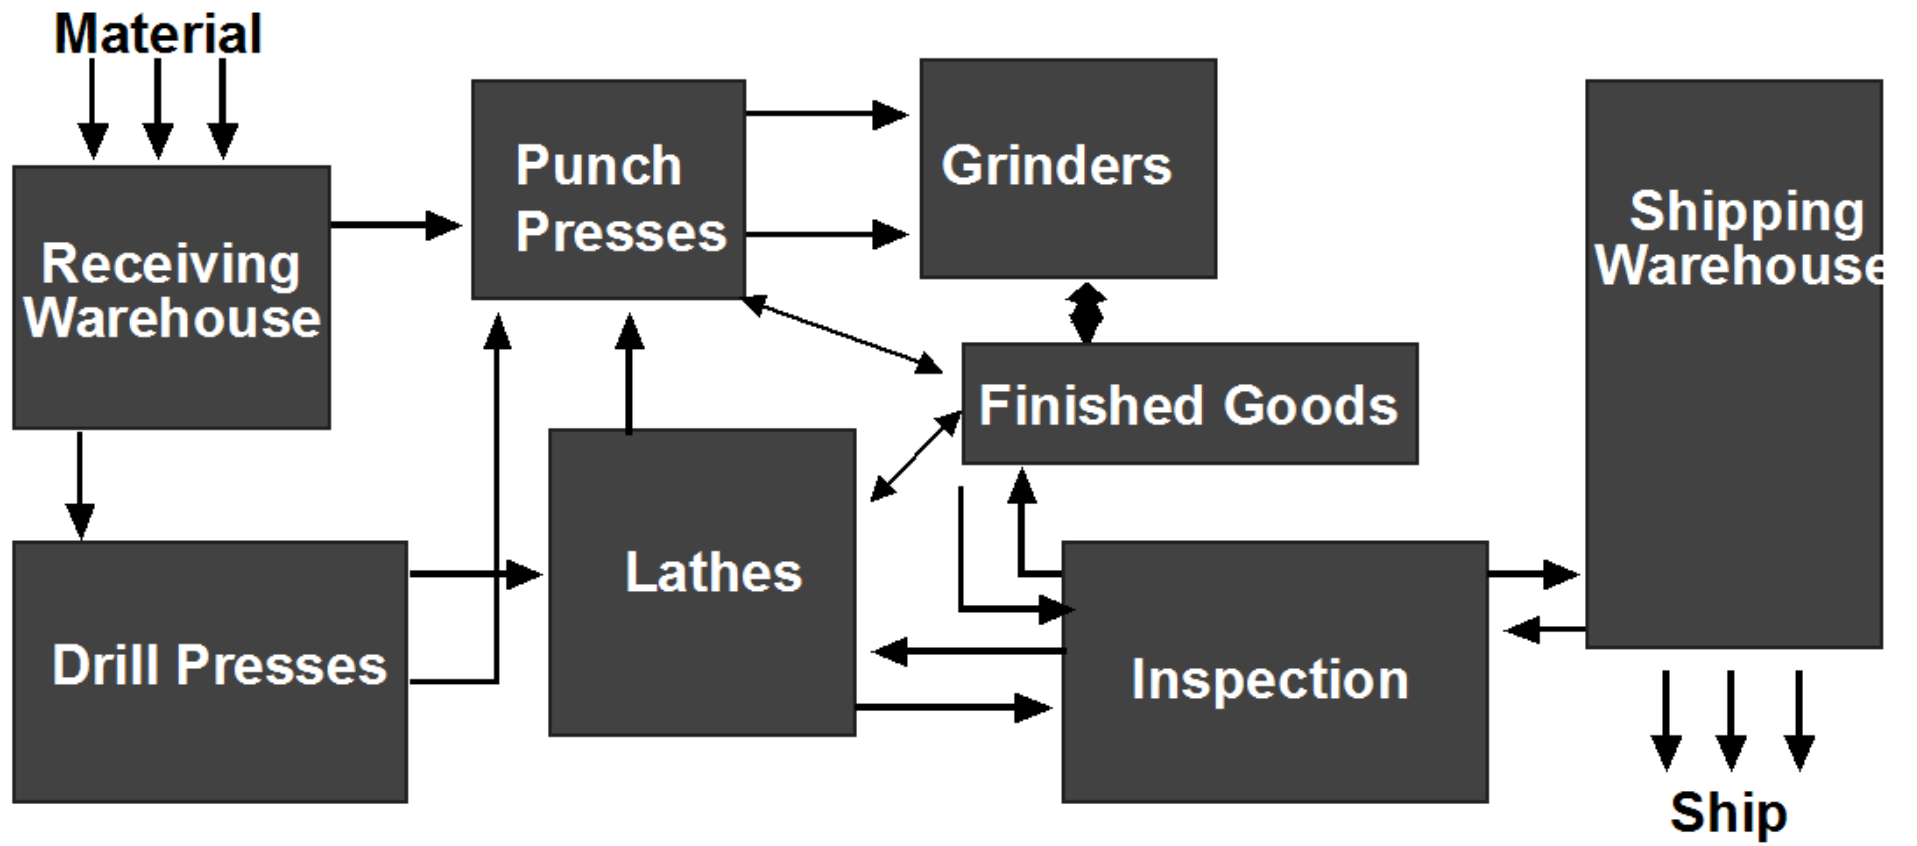 Material
Receiving
Warehouse
Punch
Presses
Grinders
Shipping
Warehouse
Finished Goods
Drill Presses
Lathes
Inspection
Ship